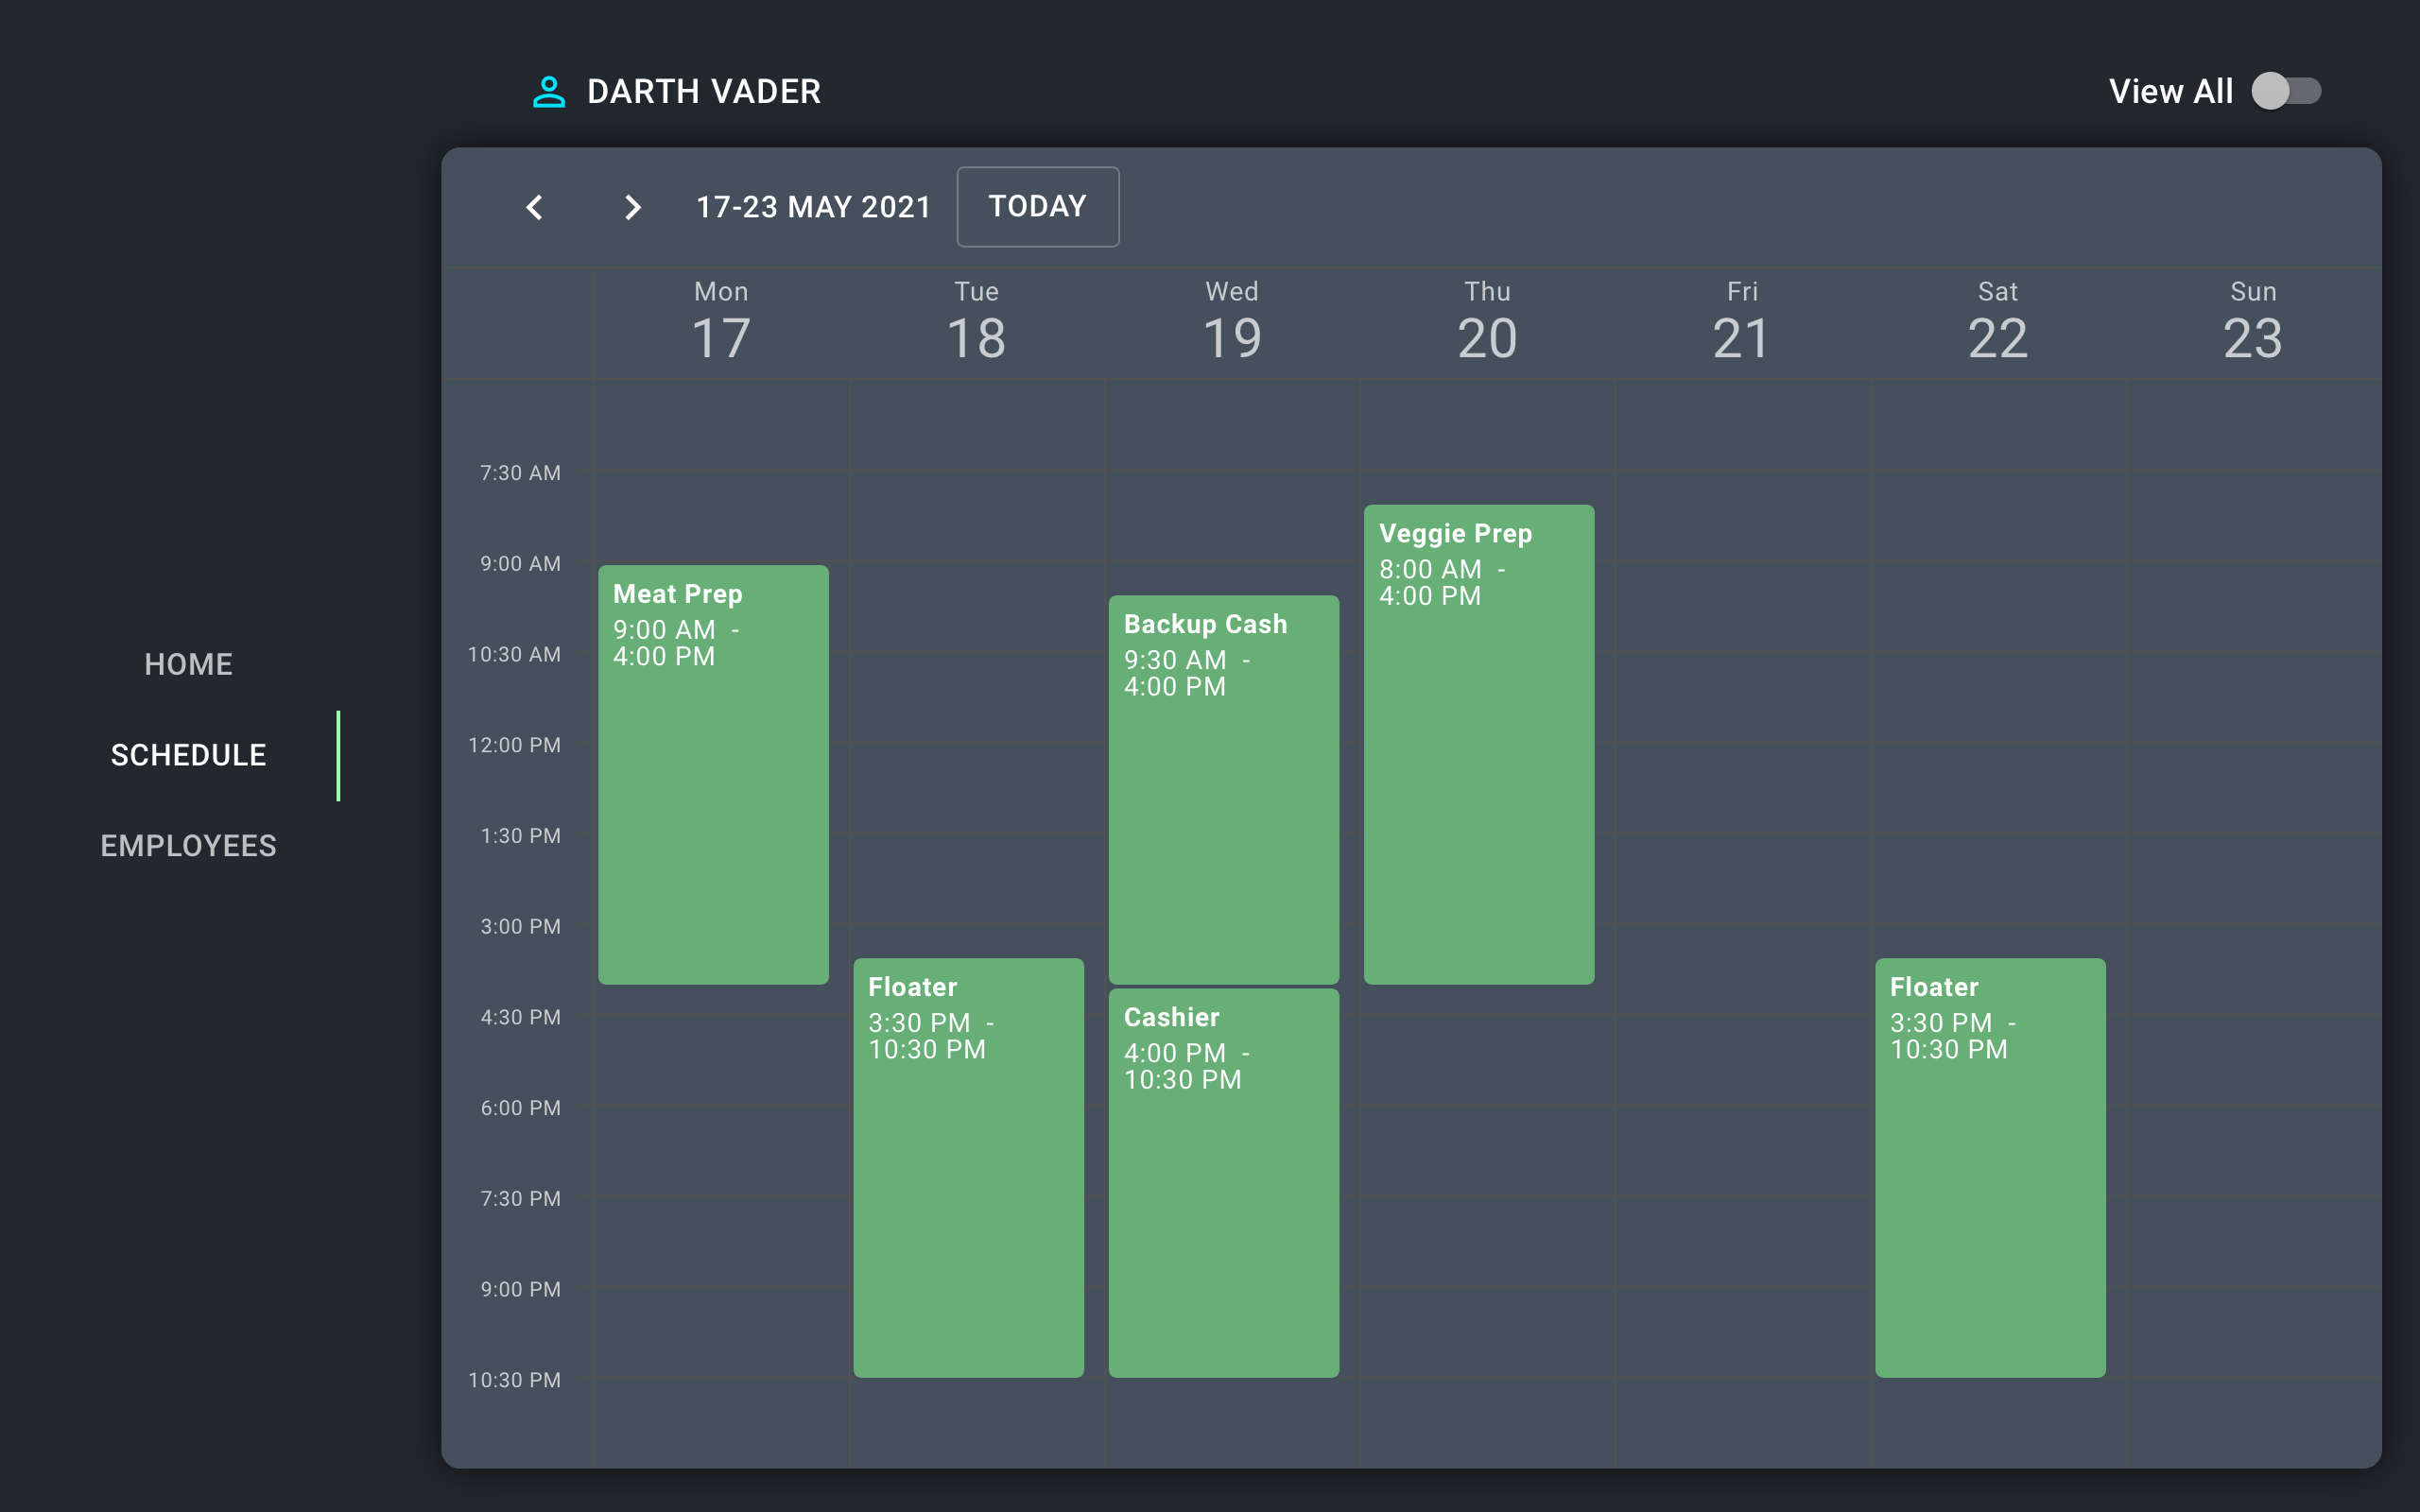 DARTH VADER
View All
17-23 MAY 2021
TODAY
Mon
17
Tue
18
Wed
19
Thu
20
Fri
21
Sat
22
Sun
23
HOME
SCHEDULE
EMPLOYEES
7:30 AM
9:00 AM
10:30 AM
12:00 PM
1:30 PM
3:00 PM
4:30 PM
6:00 PM
7:30 PM
9:00 PM
10:30 PM
Meat Prep
9:00 AM -
4:00 PM
Floater
3:30 PM -
10:30 PM
Backup Cash
9:30 AM -
4:00 PM
Cashier
4:00 PM -
10:30 PM
Veggie Prep
8:00 AM -
4:00 PM
Floater
3:30 PM -
10:30 PM